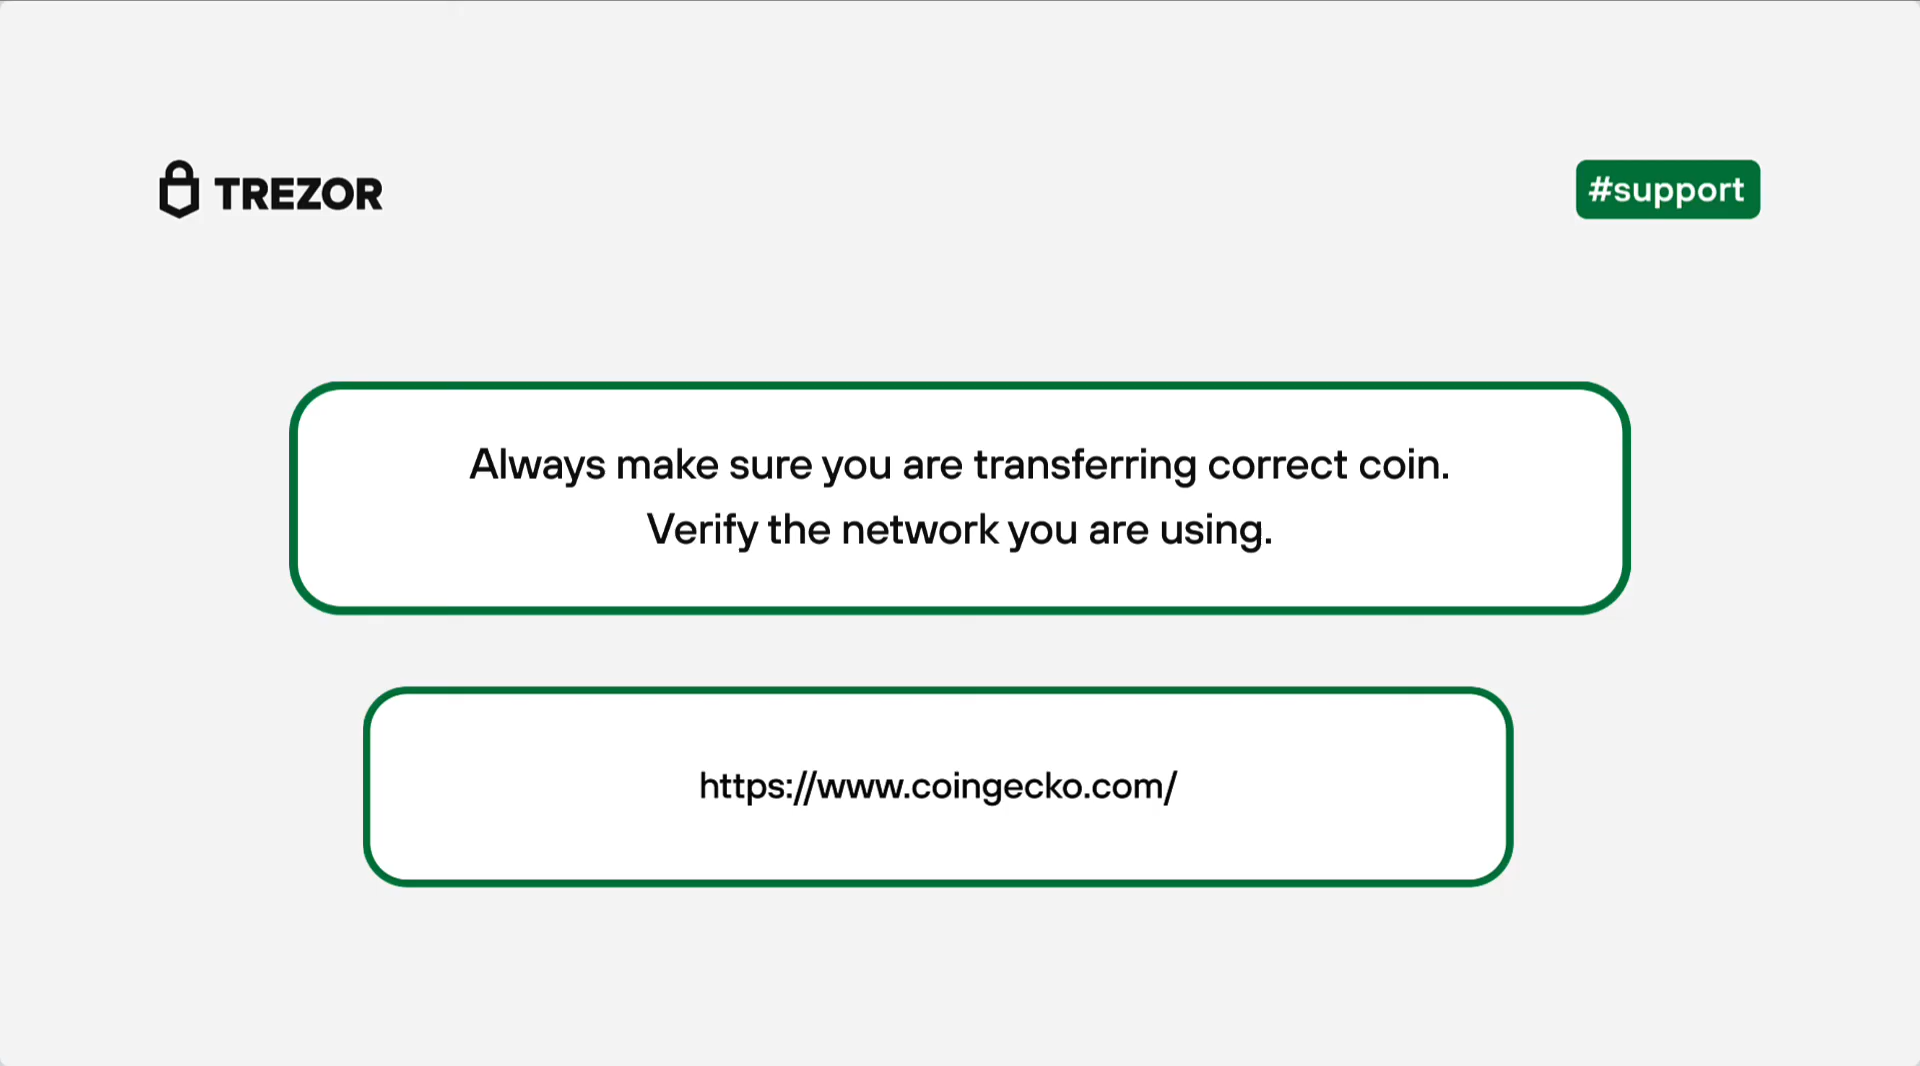 TREZOR
#support
Always make sure you are transferring correct coin.
Verify the network you are using.
https://www.coingecko.com/